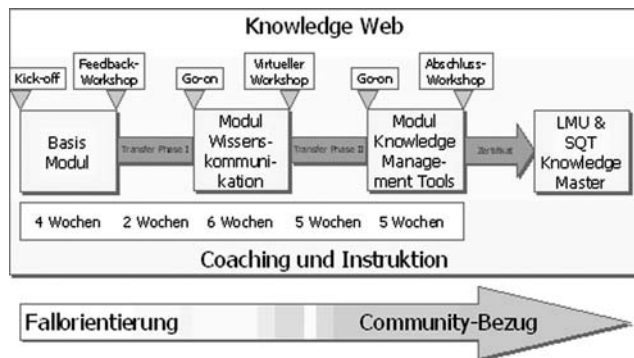 Knowledge Web
Feedback-
Workshop
Virtueller
Workshop
Abschluss-
Workshop
Kick-off
Go-on
Go-on
Basis
Modul
Transfer Phase I
Modul
Wissens-
kommuni-
kation
Transfer Phase II
Modul
Knowledge
Manage-
ment Tools
Zertifikat
LMU &
SQT
Knowledge
Master
4 Wochen
2 Wochen
6 Wochen
5 Wochen
5 Wochen
Coaching und Instruktion
Fallorientierung
Community-Bezug